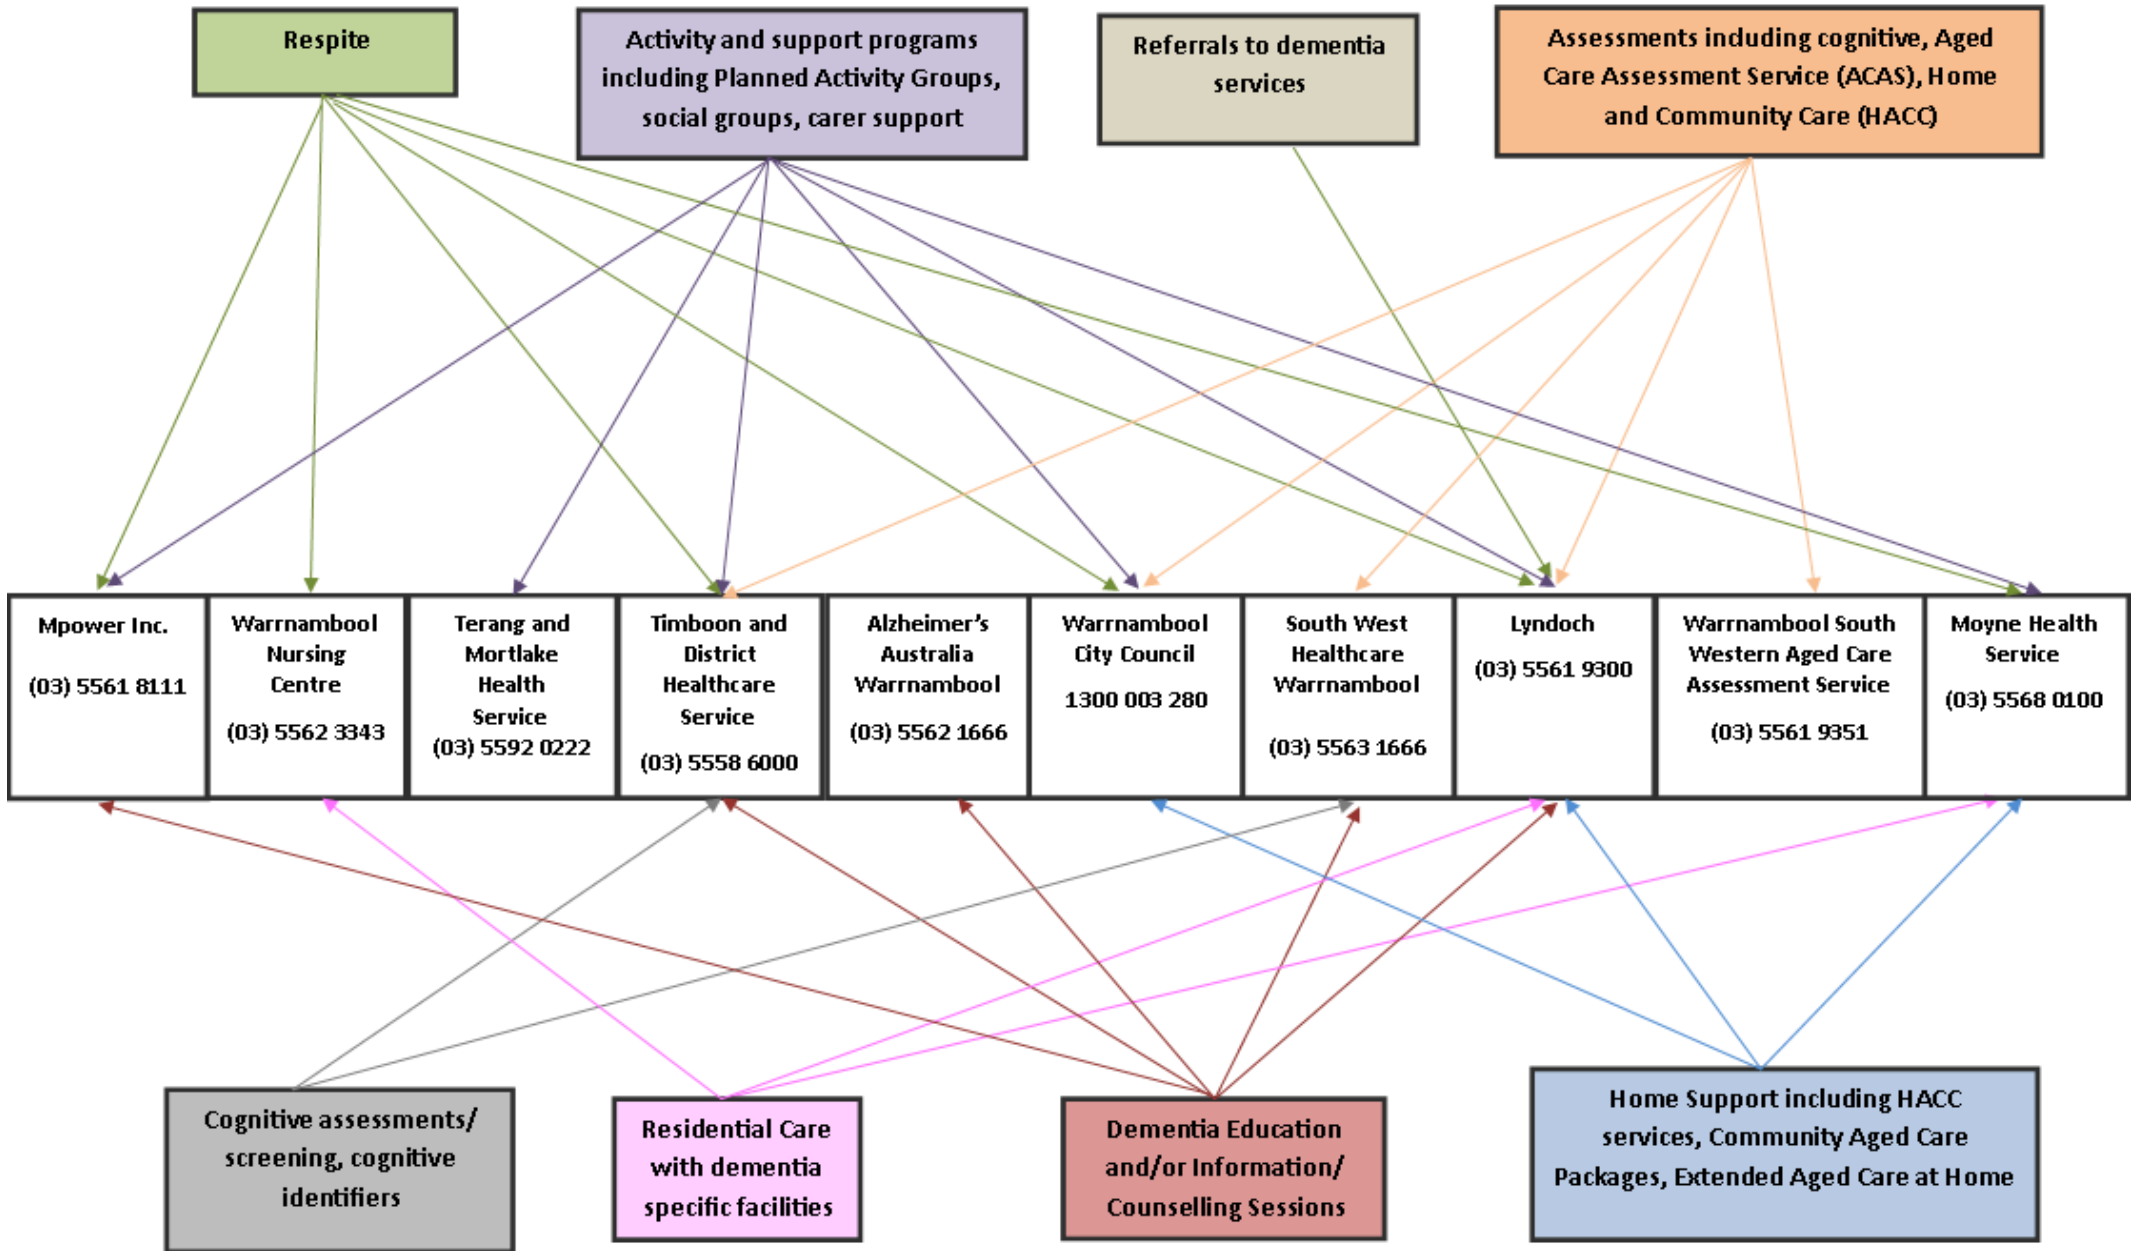 Respite
Activity and support programs
including Planned Activity Groups,
social groups, carer support
Referrals to dementia
services
Assessments including cognitive, Aged
Care Assessment Service (ACAS), Home
and Community Care (HACC)
Mpower Inc.
(03) 5561 8111
Warrnambool
Nursing
Centre
(03) 5562 3343
Terang and
Mortlake
Health
Service
(03) 5592 0222
Timboon and
District
Healthcare
Service
(03) 5558 6000
Alzheimer's
Australia
Warrnambool
(03) 5562 1666
Warrnambool
City Council
1300 003 280
South West
Healthcare
Warrnambool
(03) 5563 1666
Lyndoch
(03) 5561 9300
Warrnambool South
Western Aged Care
Assessment Service
(03) 5561 9351
Moyne Health
Service
(03) 5568 0100
Cognitive assessments/
screening, cognitive
identifiers
Residential Care
with dementia
specific facilities
Dementia Education
and/or Information/
Counselling Sessions
Home Support including HACC
services, Community Aged Care
Packages, Extended Aged Care at Home